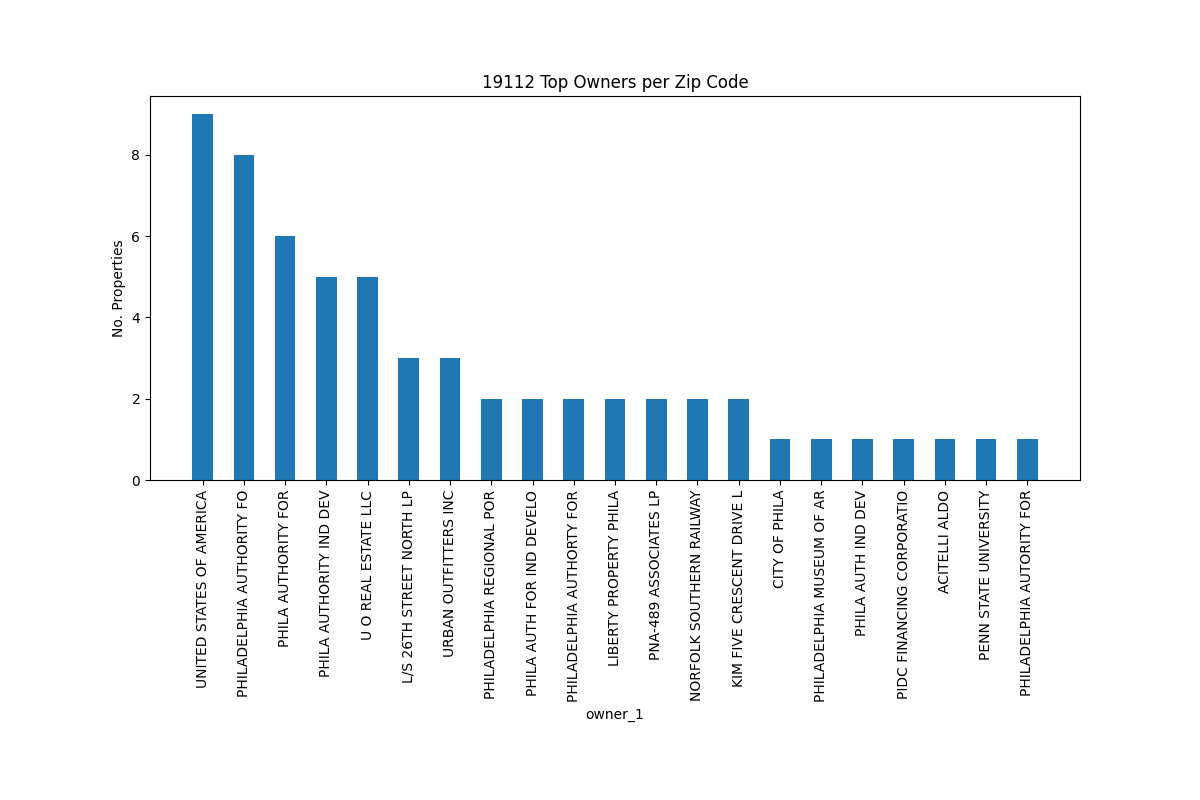 19112 Top Owners per Zip Code
No. Properties
8
6
4
2
0
UNITED STATES OF AMERICA
PHILADELPHIA AUTHORITY FO
PHILA AUTHORITY FOR
PHILA AUTHORITY IND DEV
U O REAL ESTATE LLC
L/S 26TH STREET NORTH LP
URBAN OUTFITTERS INC
PHILADELPHIA REGIONAL POR
PHILA AUTH FOR IND DEVELO
PHILADELPHIA AUTHORTY FOR
LIBERTY PROPERTY PHILA
PNA-489 ASSOCIATES LP
NORFOLK SOUTHERN RAILWAY
KIM FIVE CRESCENT DRIVE L
CITY OF PHILA
PHILADELPHIA MUSEUM OF AR
PHILA AUTH IND DEV
PIDC FINANCING CORPORATIO
ACITELLI ALDO
PENN STATE UNIVERSITY
PHILADELPHIA AUTORITY FOR
owner_1